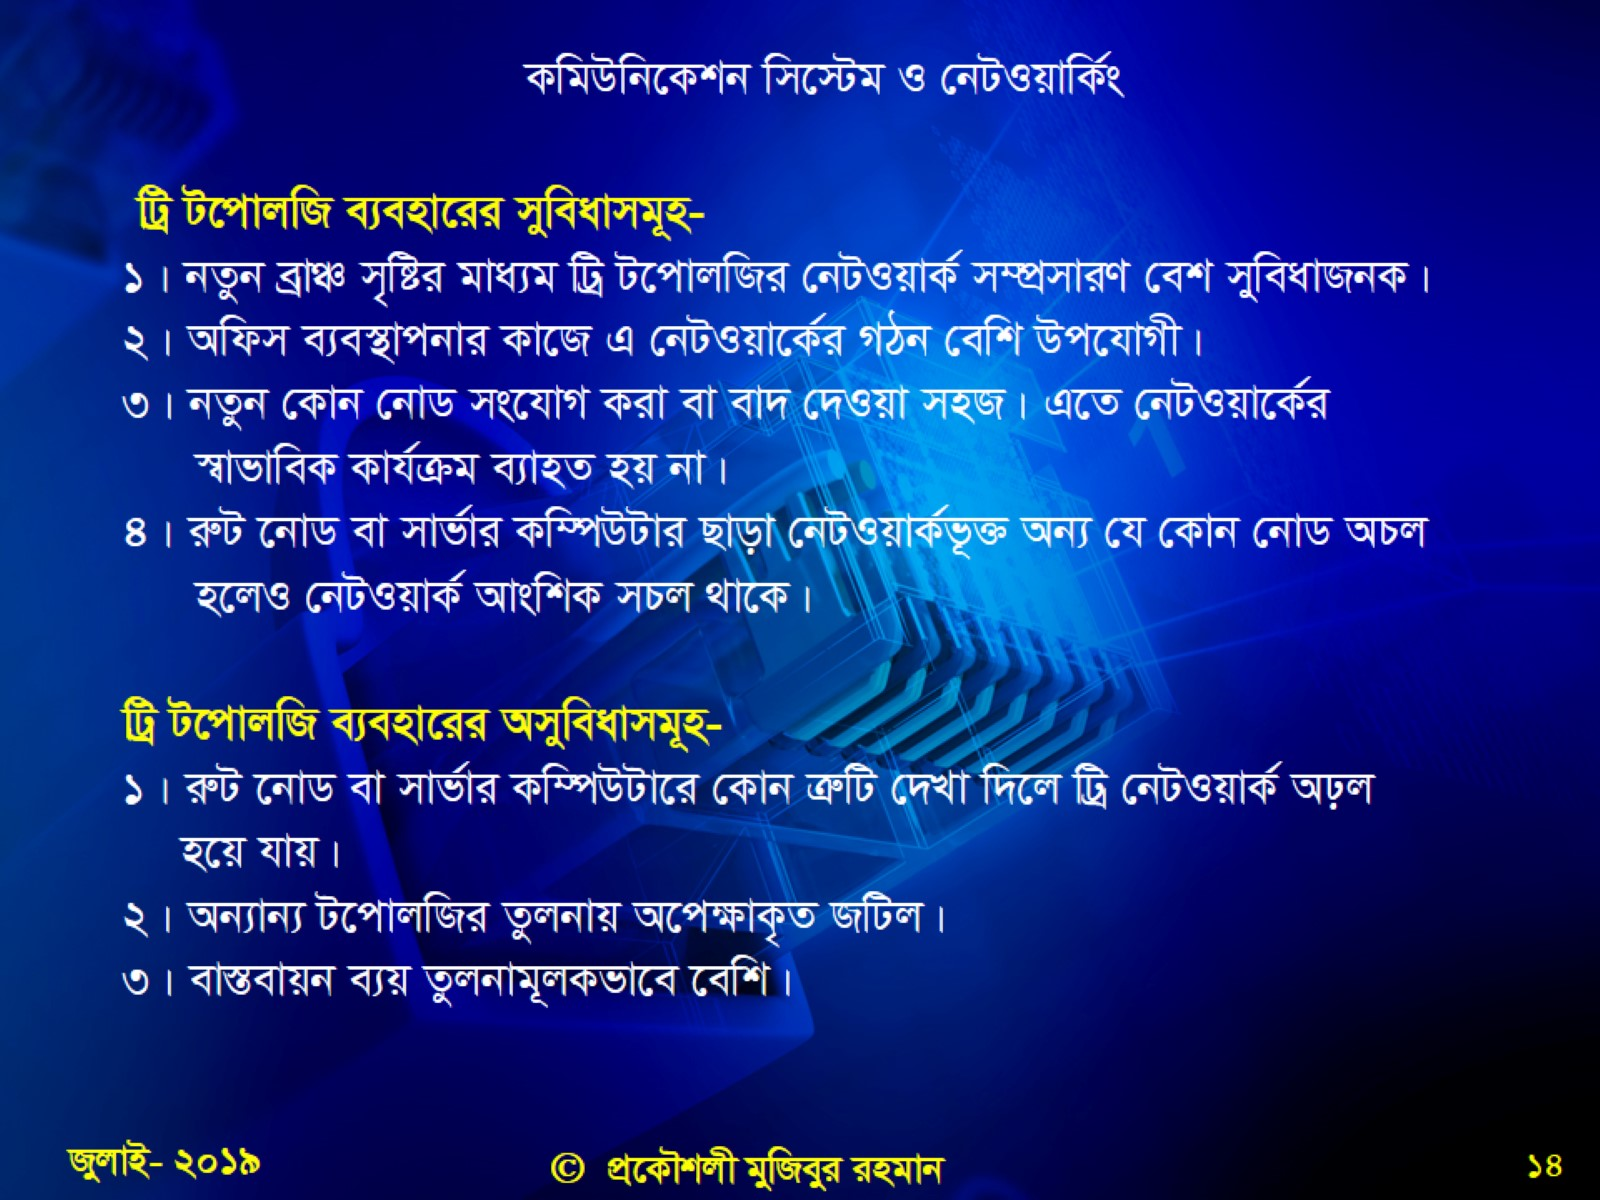 কমিউনিকেশন সিস্টেম ও নেটওয়ার্কিং
ট্রি টপোলজি ব্যবহারের সুবিধাসমূহ-
১। নতুন ব্রাঞ্চ সৃষ্টির মাধ্যম ট্রি টপোলজির নেটওয়ার্ক সম্প্রসারণ বেশ সুবিধাজনক।
২। অফিস ব্যবস্থাপনার কাজে এ নেটওয়ার্কের গঠন বেশি উপযোগী।
৩। নতুন কোন নোড সংযোগ করা বা বাদ দেওয়া সহজ। এতে নেটওয়ার্কের
স্বাভাবিক কার্যক্রম ব্যাহত হয় না।
৪। রুট নোড বা সার্ভার কম্পিউটার ছাড়া নেটওয়ার্কভূক্ত অন্য যে কোন নোড অচল
হলেও নেটওয়ার্ক আংশিক সচল থাকে।
ট্রি টপোলজি ব্যবহারের অসুবিধাসমূহ-
১। রুট নোড বা সার্ভার কম্পিউটারে কোন ত্রুটি দেখা দিলে ট্রি নেটওয়ার্ক অঢ়ল
হয়ে যায়।
২। অন্যান্য টপোলজির তুলনায় অপেক্ষাকৃত জটিল।
৩। বাস্তবায়ন ব্যয় তুলনামূলকভাবে বেশি।
জুলাই- ২০১৯
© প্রকৌশলী মুজিবুর রহমান
১৪